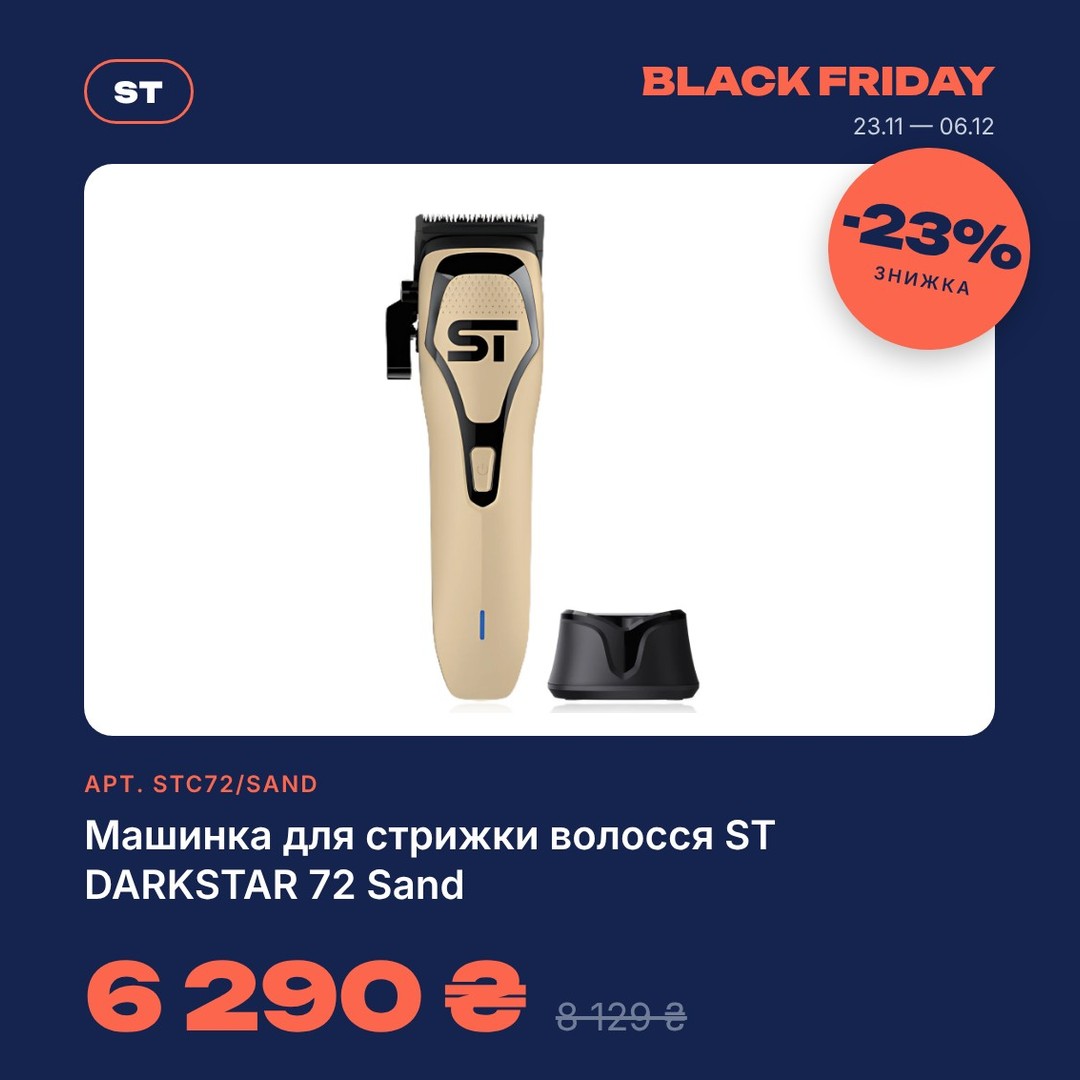 ST
BLACK FRIDAY
23.11 — 06.12
-23%
ЗНИЖКА
ST
АРТ. STC72/SAND
Машинка для стрижки волосся ST
DARKSTAR 72 Sand
6 290 ₴ 8 129 ₴